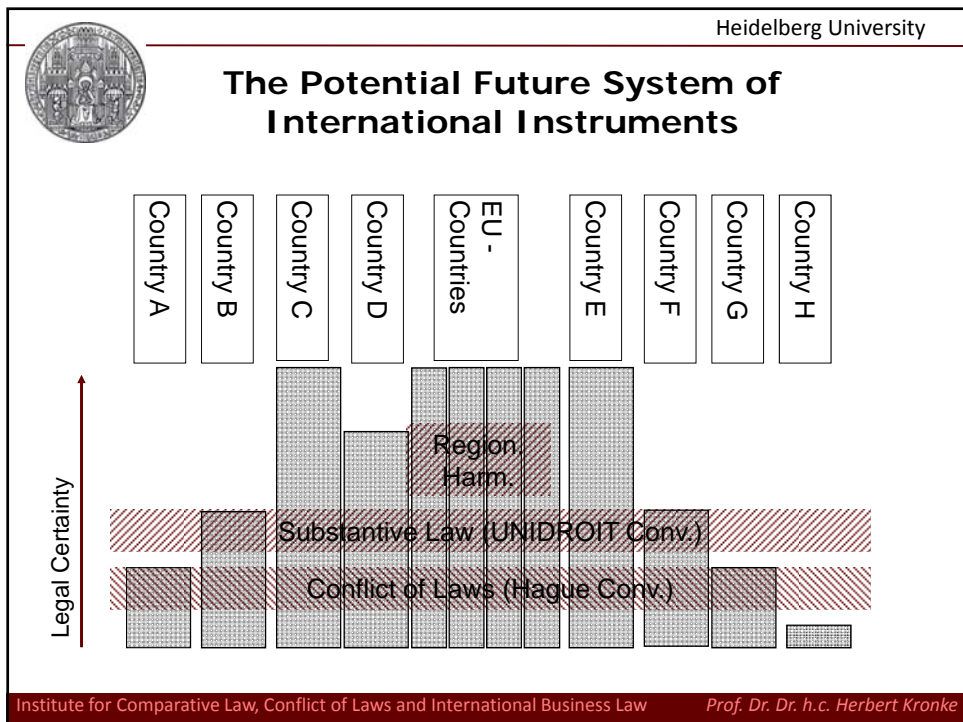 Heidelberg University
The Potential Future System of
International Instruments
Country A
Country B
Country C
Country D
EU -
Countries
Country E
Country F
Country G
Country H
Legal Certainty
Region.
Harm.
Substantive Law (UNIDROIT Conv.)
Conflict of Laws (Hague Conv.)
Institute for Comparative Law, Conflict of Laws and International Business Law
Prof. Dr. Dr. h.c. Herbert Kronke